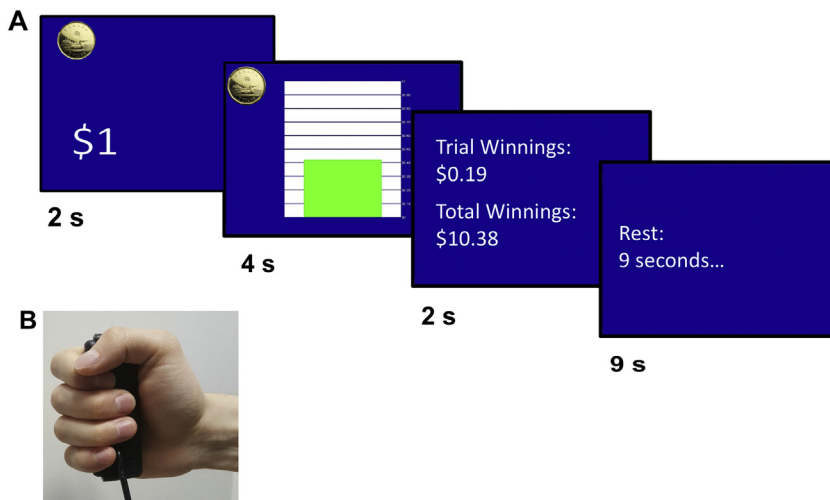 A
$1
2 s
4 s
Trial Winnings:
$0.19
Total Winnings:
$10.38
2 s
Rest:
9 seconds...
9 s
B